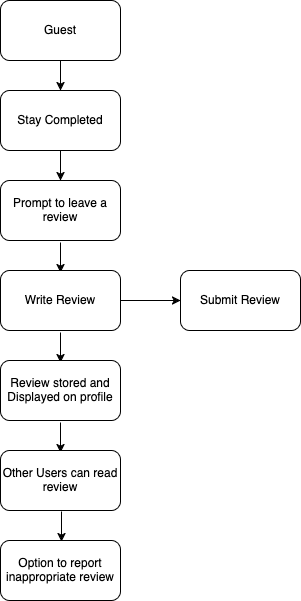 Guest
Stay Completed
Prompt to leave a
review
Write Review
Submit Review
Review stored and
Displayed on profile
Other Users can read
review
Option to report
inappropriate review